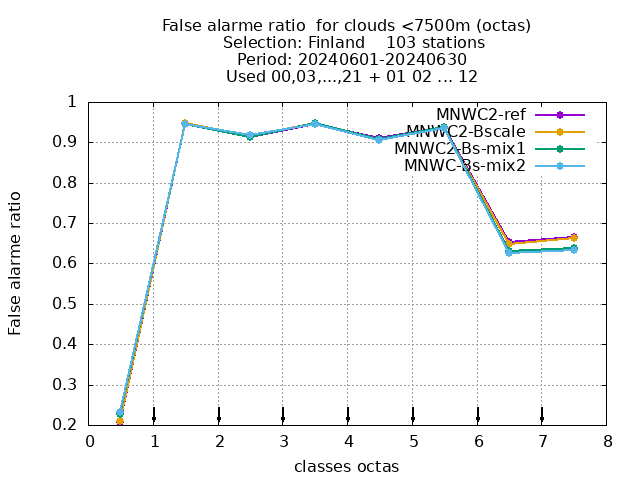 False alarme ratio  for clouds <7500m (octas)
Selection: Finland    103 stations
Period: 20240601-20240630
Used 00,03,...,21 + 01 02 ... 12
MNWC2-ref
MNWC2-Bscale
MNWC2-Bs-mix1
MNWC-Bs-mix2
False alarme ratio
1
0.9
0.8
0.7
0.6
0.5
0.4
0.3
0.2
0 1 2 3 4 5 6 7 8
classes octas